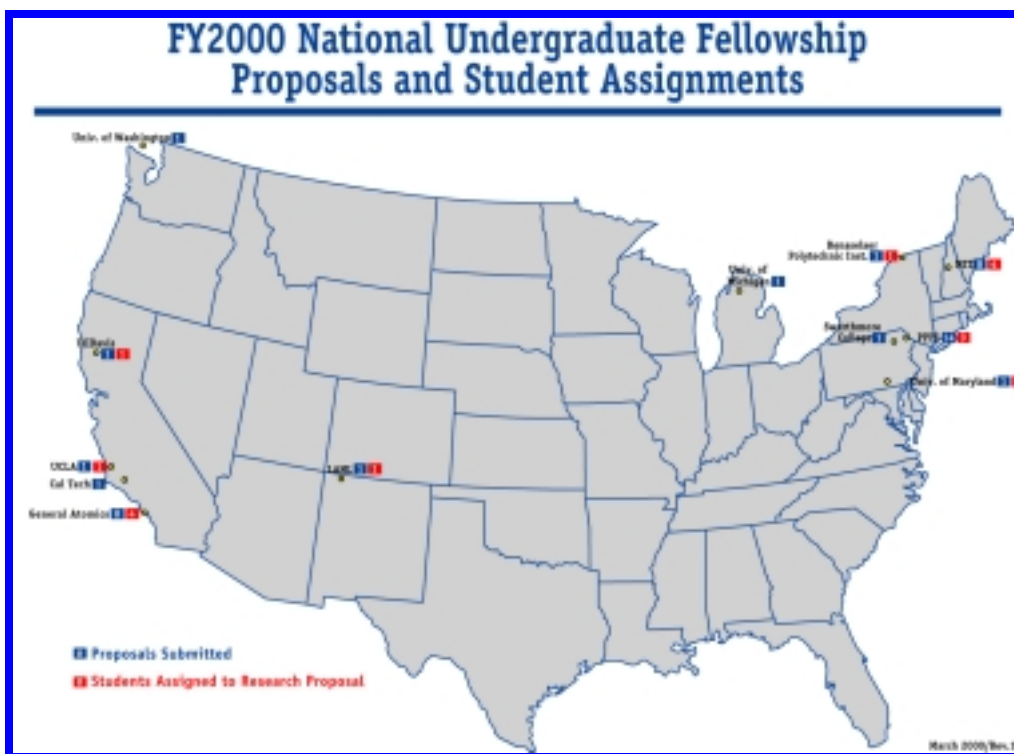 FY2000 National Undergraduate Fellowship
Proposals and Student Assignments
Univ. of Washington 1
Rensselaer
Polytechnic Inst.
Univ. of
Michigan
MIT
Swarthmore
College
PPPL
UC Davis
Univ. of Maryland
UCLA
LANL
Cal Tech
General Atomics
Proposals Submitted
Students Assigned to Research Proposal
March 2000/Rev.